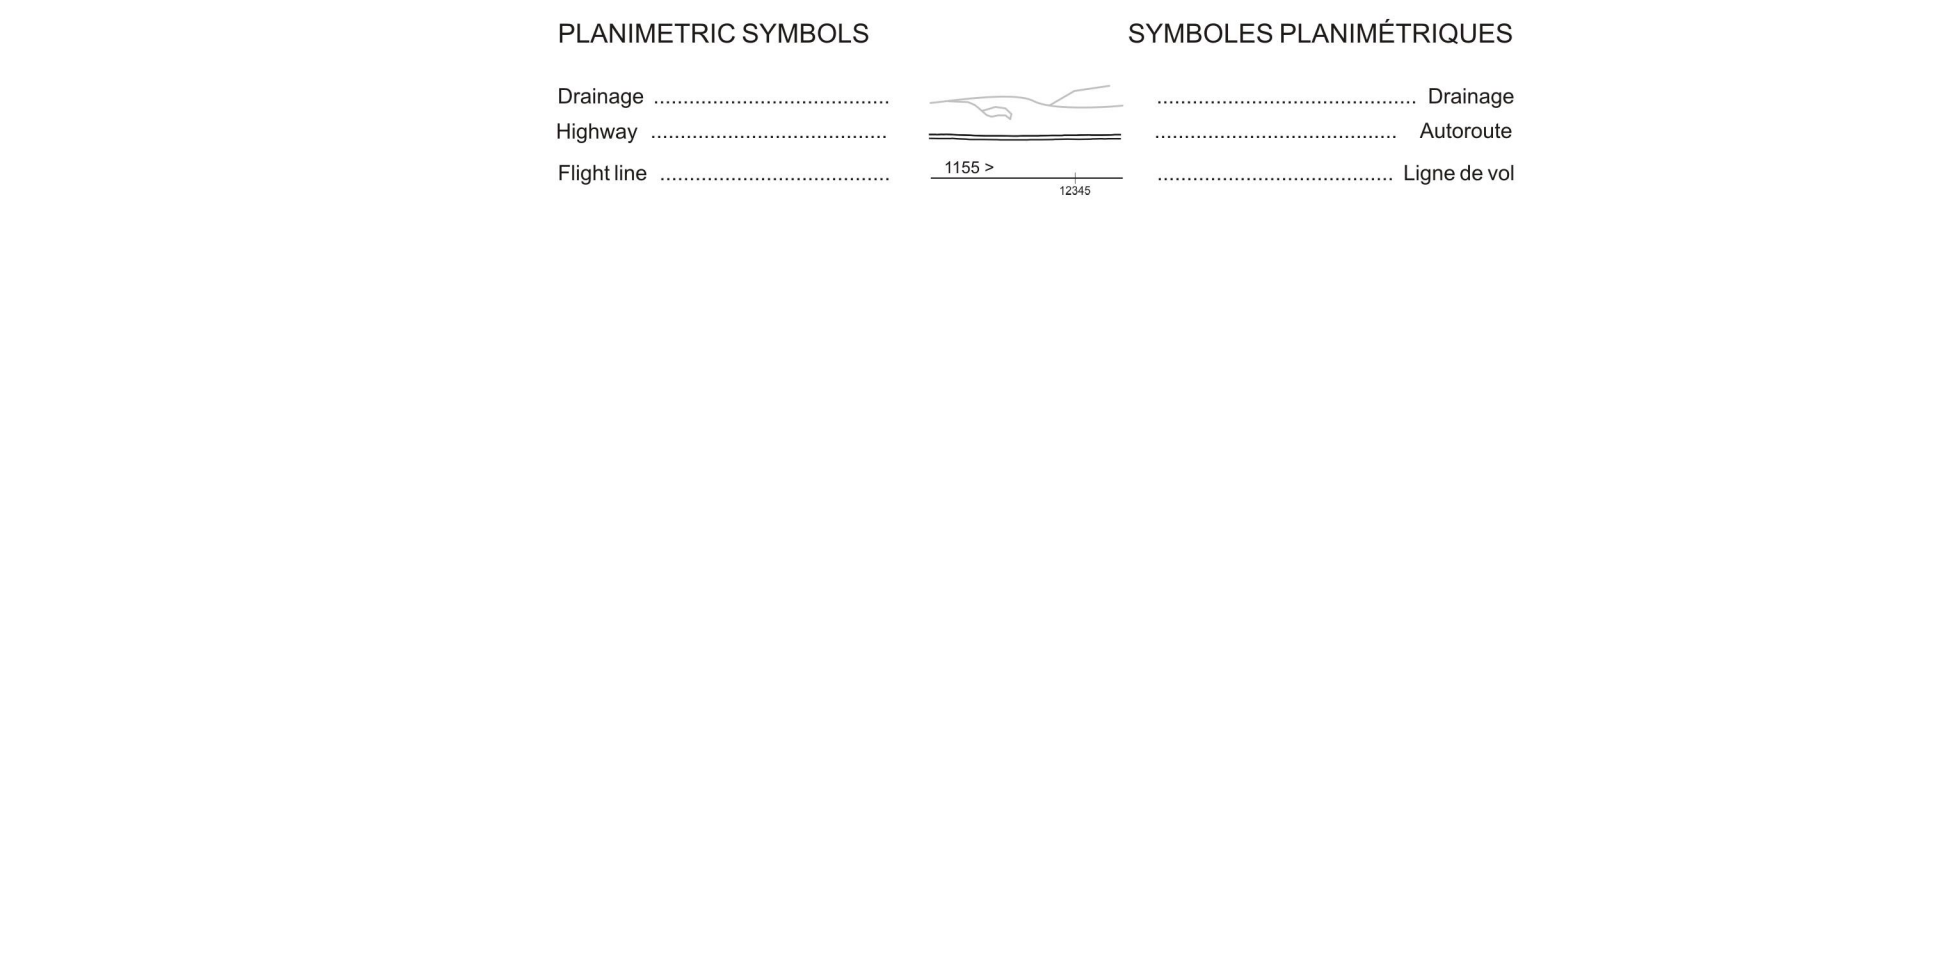 PLANIMETRIC SYMBOLS SYMBOLES PLANIMÉTRIQUES
Drainage ........................................ ............................................ Drainage
Highway ........................................ ......................................... Autoroute
Flight line ....................................... 1155 > ........................................ Ligne de vol
12345